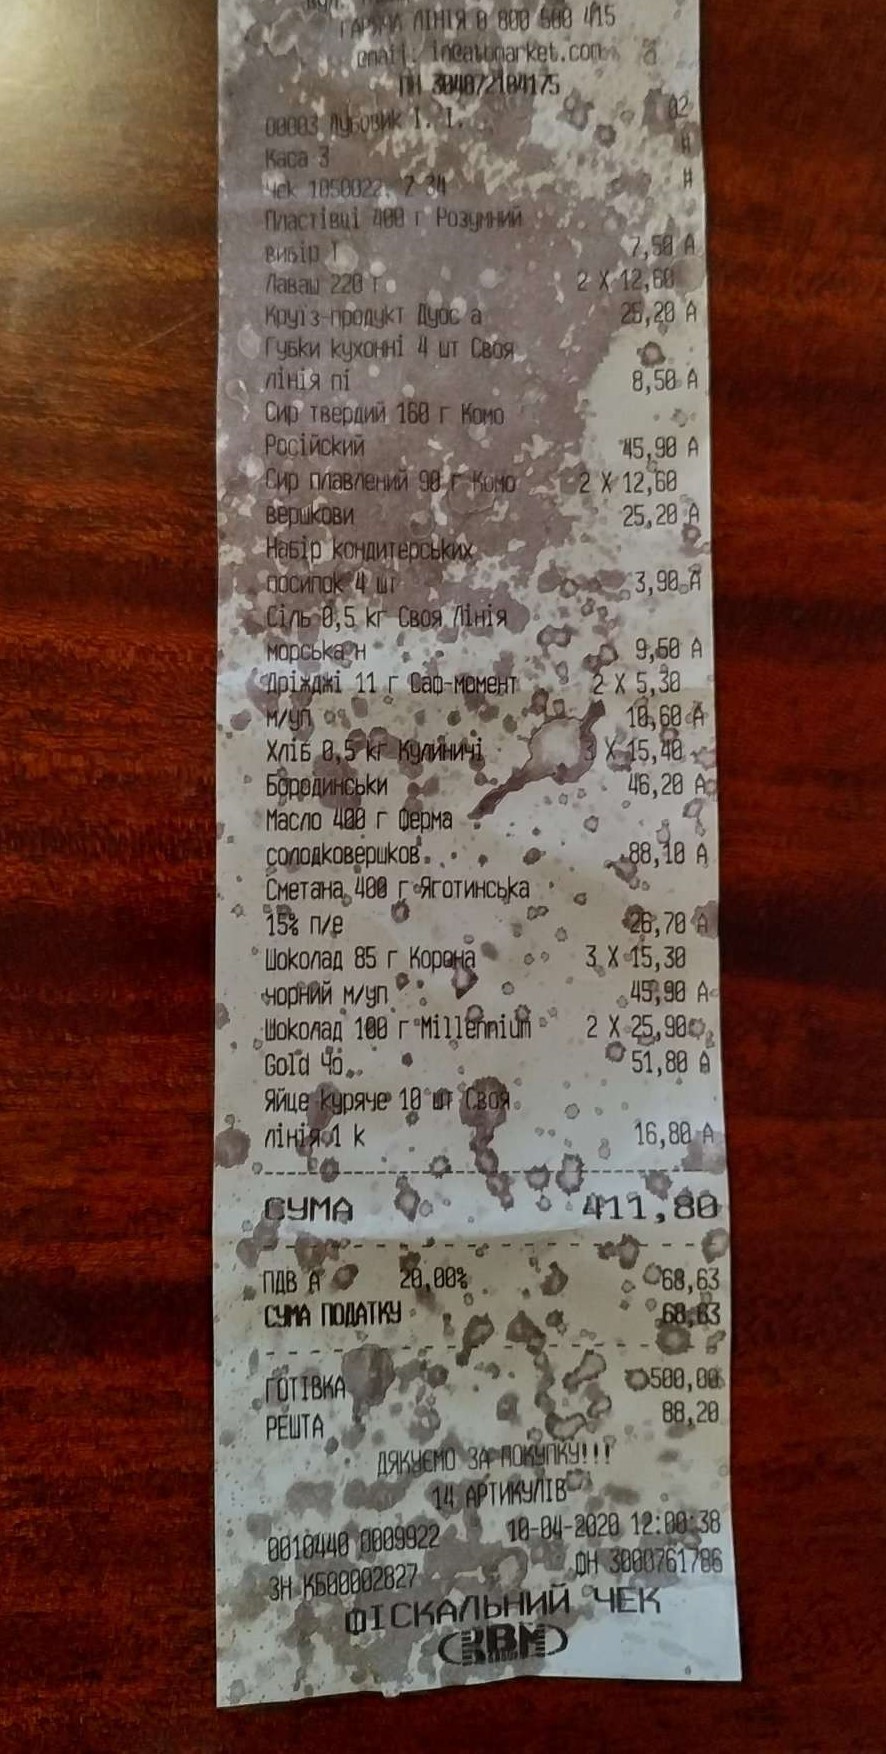 ГАРЯЧА ЛІНІЯ 0 800 500 415
email: in@atbmarket.com
ПН 304872104175
00003 Дубовик І. І. 02
Каса 3 #
Чек 1050022. 7 34 #
Пластівці 400 г Розумний
вибір 1 7,50 А
Лаваш 220 г 2 X 12,60
Круїз-продукт Дуос а 25,20 А
Губки кухонні 4 шт Своя
лінія пі 8,50 А
Сир твердий 160 г Комо
Російский 45,90 А
Сир плавлений 90 г Комо 2 X 12,60
вершкови 25,20 А
Набір кондитерських
посипок 4 шт 3,90 А
Сіль 0,5 kг Своя Лінія
морська н 9,50 А
Дріжджі 11 г Саф-момент 2 X 5,30
м/уп 10,60 А
Хліб 0,5 kг Кулиничі 3 X 15,40
Бородинськи 46,20 А
Масло 400 г Ферма
солодковершков. 88,10 А
Сметана 400 г Яготинська
15% п/е 26,70 А
Шоколад 85 г Корона 3 X 15,30
чорний м/уп 45,90 А
Шоколад 100 г Millennium 2 X 25,90
Gold Чо 51,80 А
Яйце куряче 10 шт Своя
лінія 1 k 16,80 А
СУМА 411,80
ПДВ А 20,00% 68,63
СУМА ПОДАТКУ 68,63
ГОТІВКА 500,00
РЕШТА 88,20
ДЯКУЄМО ЗА ПОКУПКУ!!!
14 АРТИКУЛІВ
0010440 0009922 10-04-2020 12:00:38
ЗН КБ00002827 ФН 3000761786
ФІСКАЛЬНИЙ ЧЕК